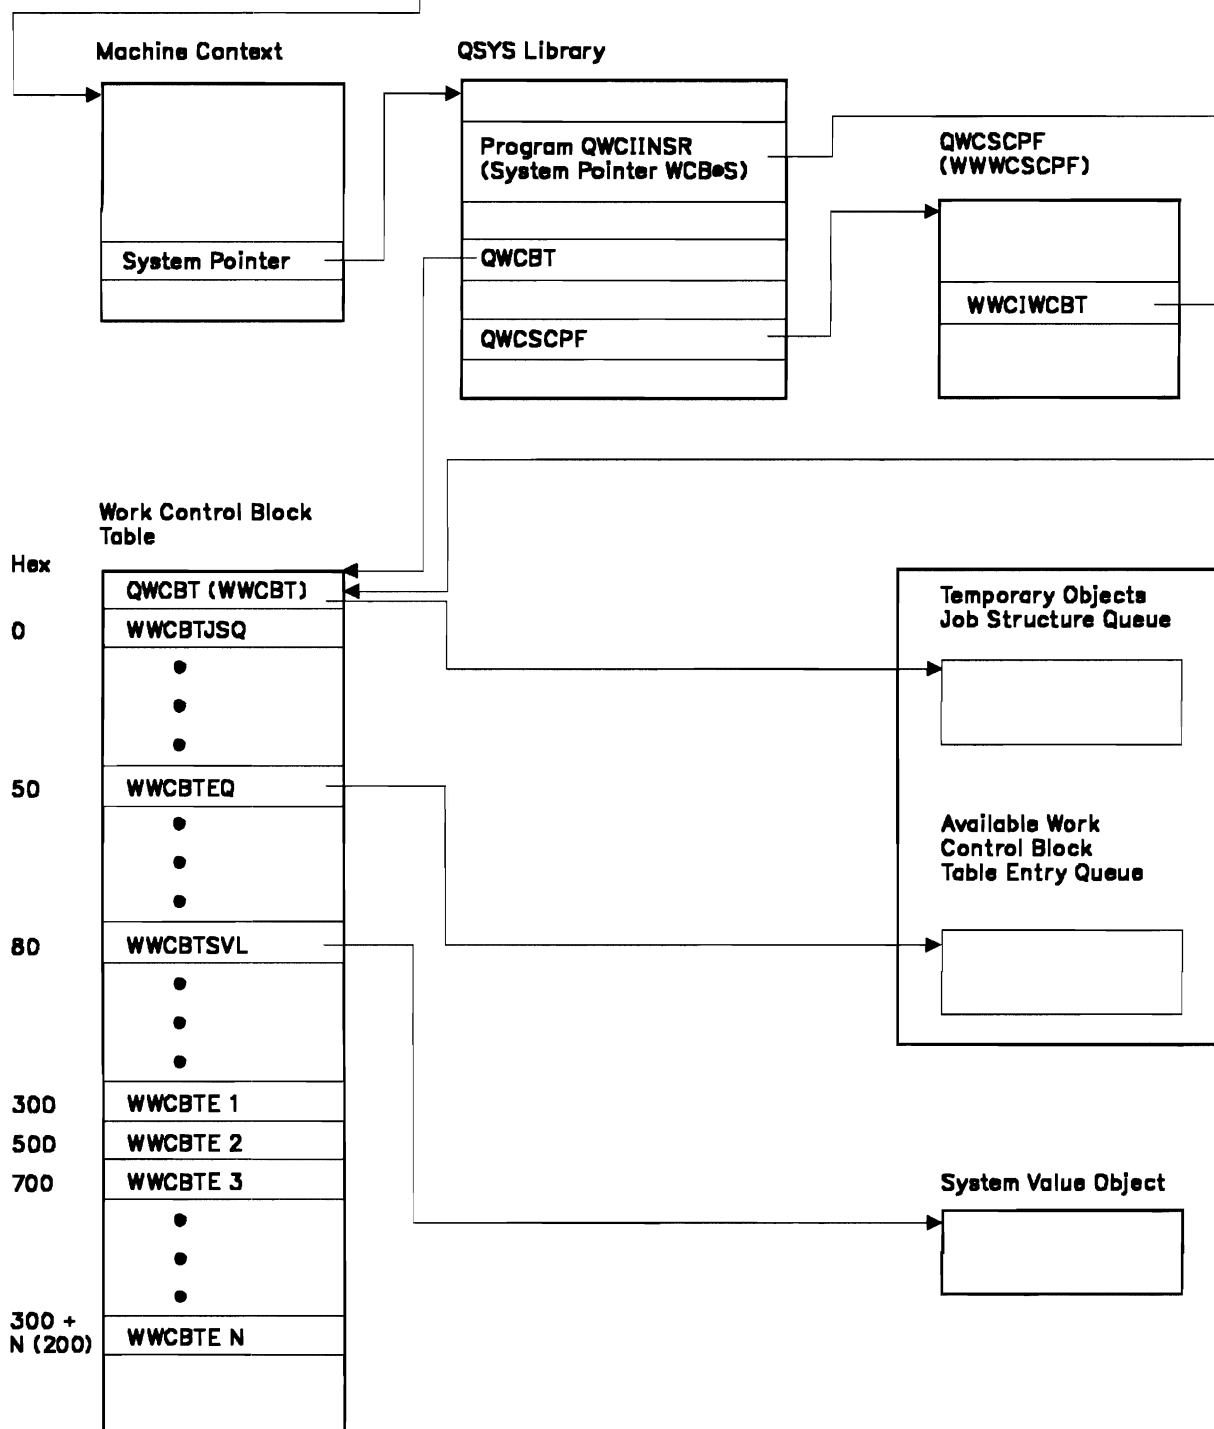 Machine Context
QSYS Library
Program QWCIINSR
(System Pointer WCB●S)
QWCSCPF
(WWWCSCPF)
System Pointer
QWCBT
WWCIWCBT
QWCSCPF
Work Control Block
Table
Hex
QWCBT (WWCBT)
0 WWCBTJSQ
50 WWCBTEQ
80 WWCBTSVL
300 WWCBTE 1
500 WWCBTE 2
700 WWCBTE 3
300 +
N (200) WWCBTE N
Temporary Objects
Job Structure Queue
Available Work
Control Block
Table Entry Queue
System Value Object